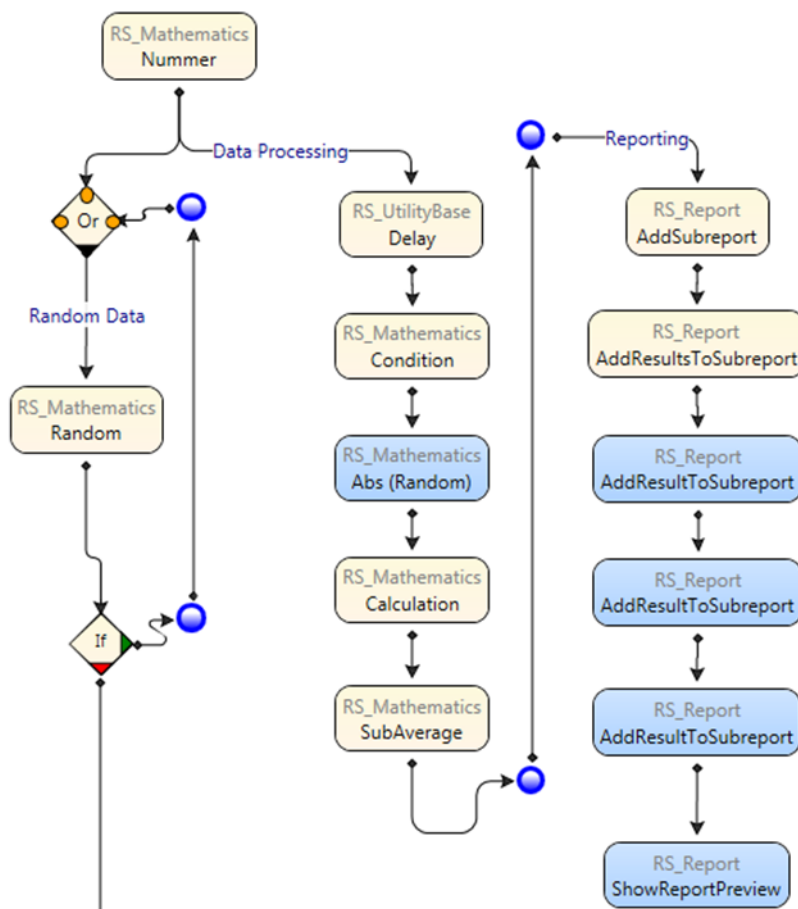 RS_Mathematics
Nummer
Data Processing
Or
Random Data
RS_Mathematics
Random
If
RS_UtilityBase
Delay
RS_Mathematics
Condition
RS_Mathematics
Abs (Random)
RS_Mathematics
Calculation
RS_Mathematics
SubAverage
Reporting
RS_Report
AddSubreport
RS_Report
AddResultsToSubreport
RS_Report
AddResultToSubreport
RS_Report
AddResultToSubreport
RS_Report
AddResultToSubreport
RS_Report
ShowReportPreview